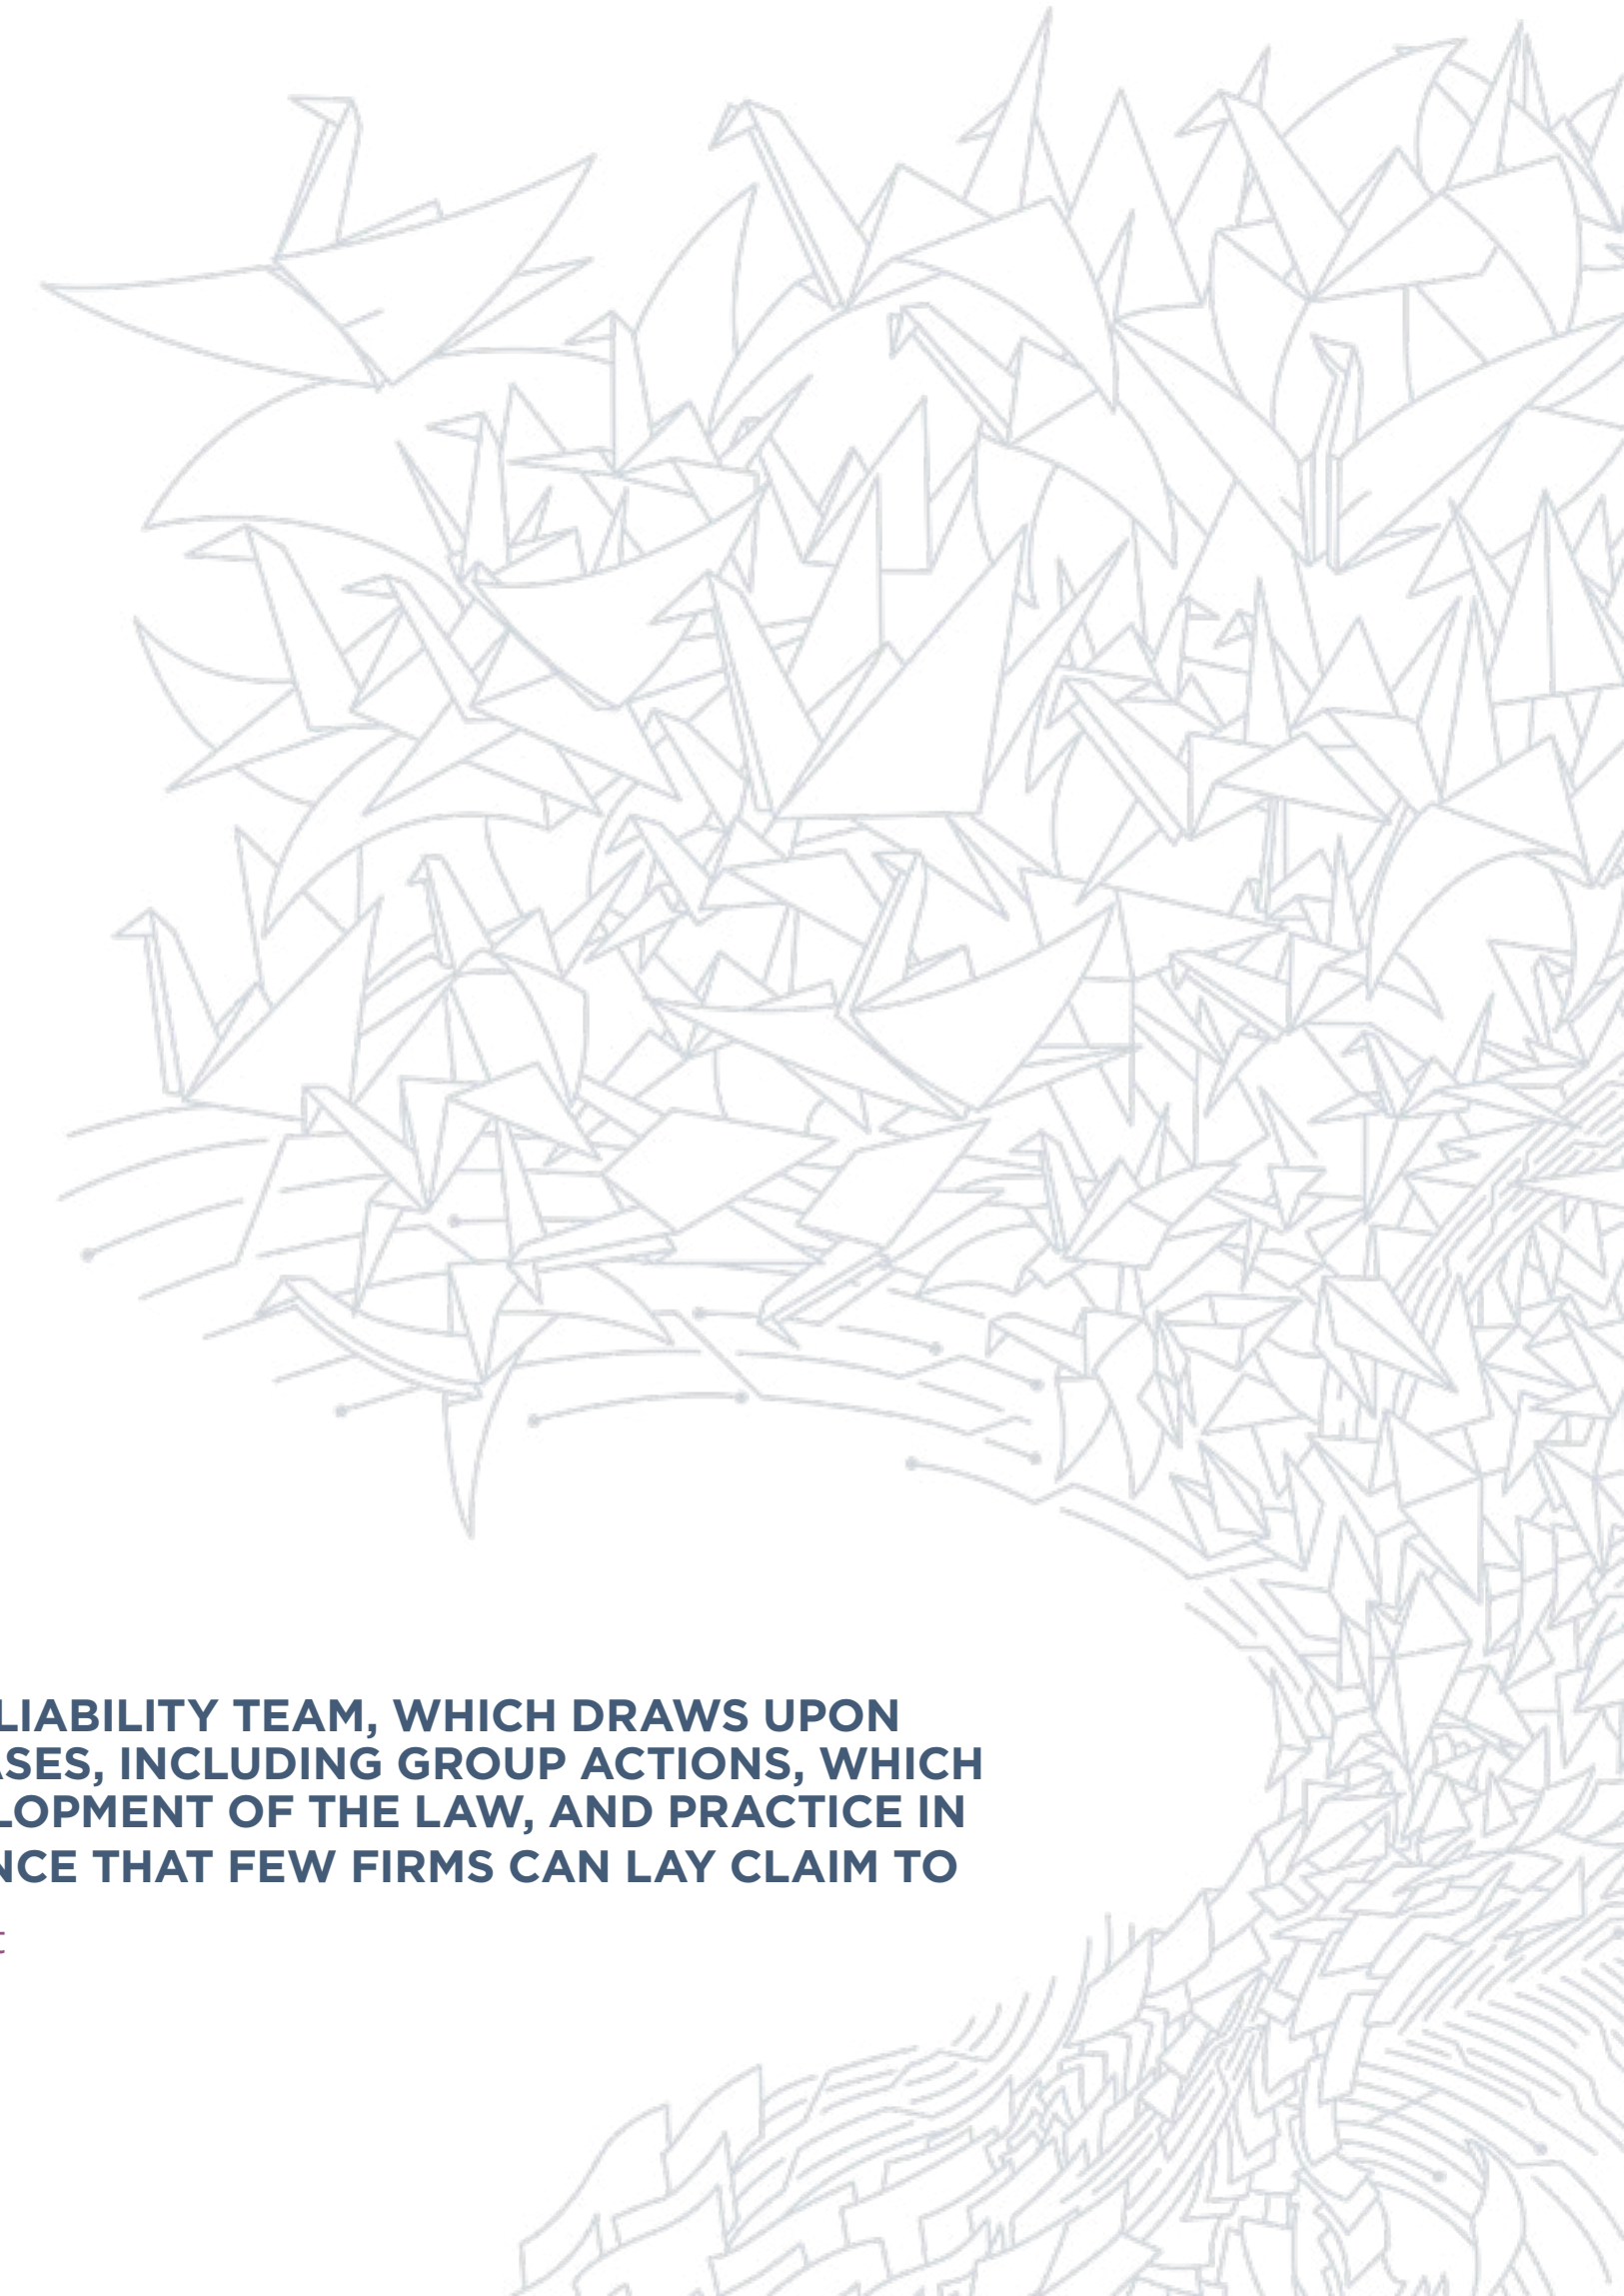 LIABILITY TEAM, WHICH DRAWS UPON
ASES, INCLUDING GROUP ACTIONS, WHICH
LOPMENT OF THE LAW, AND PRACTICE IN
NCE THAT FEW FIRMS CAN LAY CLAIM TO
t